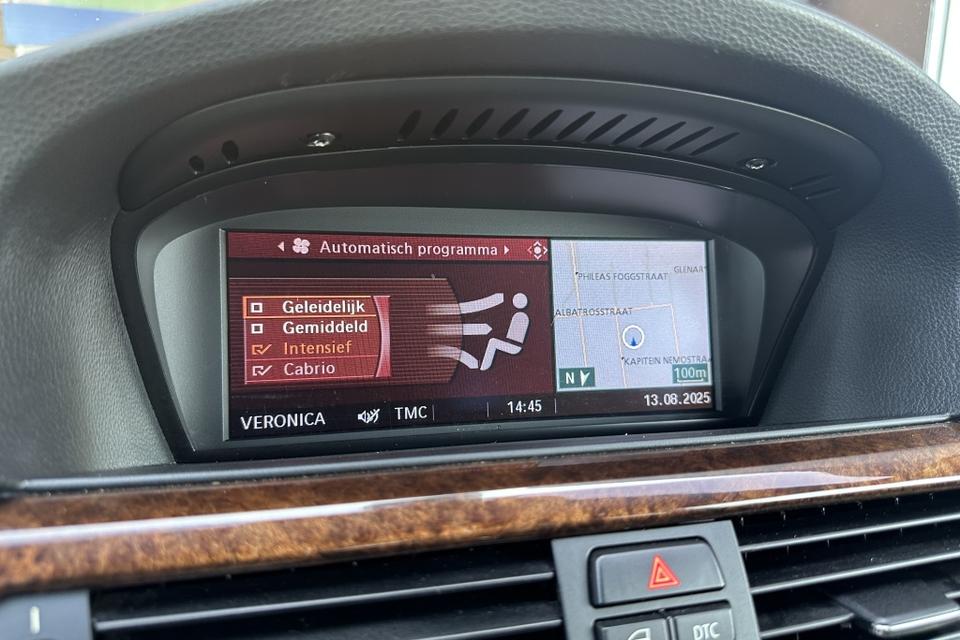 Automatisch programma
Geleidelijk
Gemiddeld
Intensief
Cabrio
PHILEAS FOGGSTRAAT
GLENAR
ALBATROSSTRAAT
KAPITEIN NEMOSTRA
N
100m
VERONICA
TMC
14:45
13.08.2025
DTC